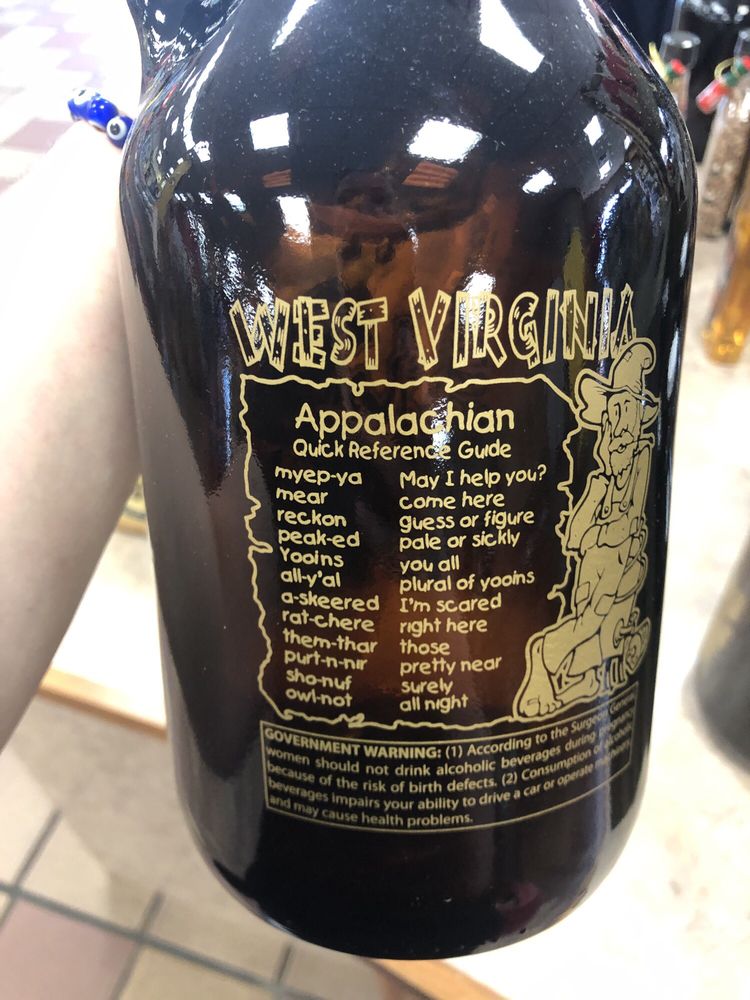 WEST VIRGINIA
Appalachian
Quick Reference Guide
myep-ya May I help you?
mear come here
reckon guess or figure
peak-ed pale or sickly
Yooins you all
all-y'al plural of yooins
a-skeered I'm scared
rat-chere right here
them-thar those
purt-n-nir pretty near
sho-nuf surely
owl-not all night
GOVERNMENT WARNING: (1) According to the Surgeon General
women should not drink alcoholic beverages during pregnancy
because of the risk of birth defects. (2) Consumption of alcoholic
beverages impairs your ability to drive a car or operate machinery,
and may cause health problems.